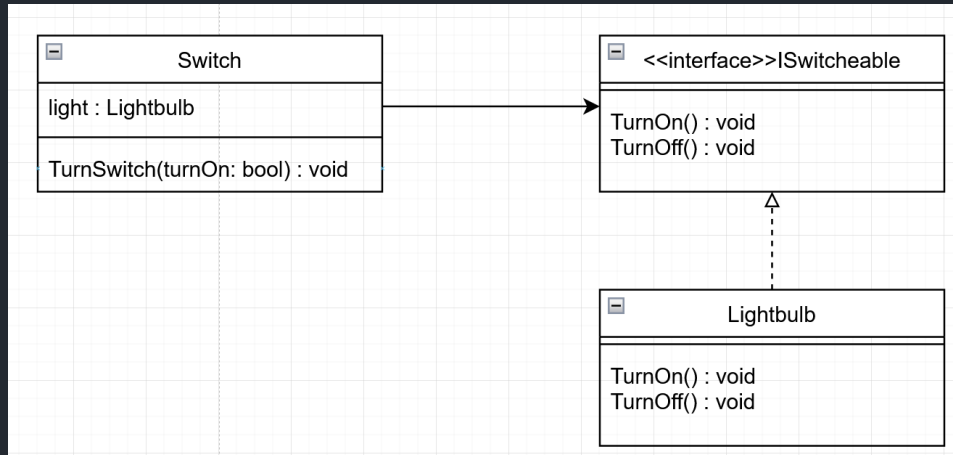 Switch
light : Lightbulb
TurnSwitch(turnOn: bool) : void
<<interface>>ISwitcheable
TurnOn() : void
TurnOff() : void
Lightbulb
TurnOn() : void
TurnOff() : void